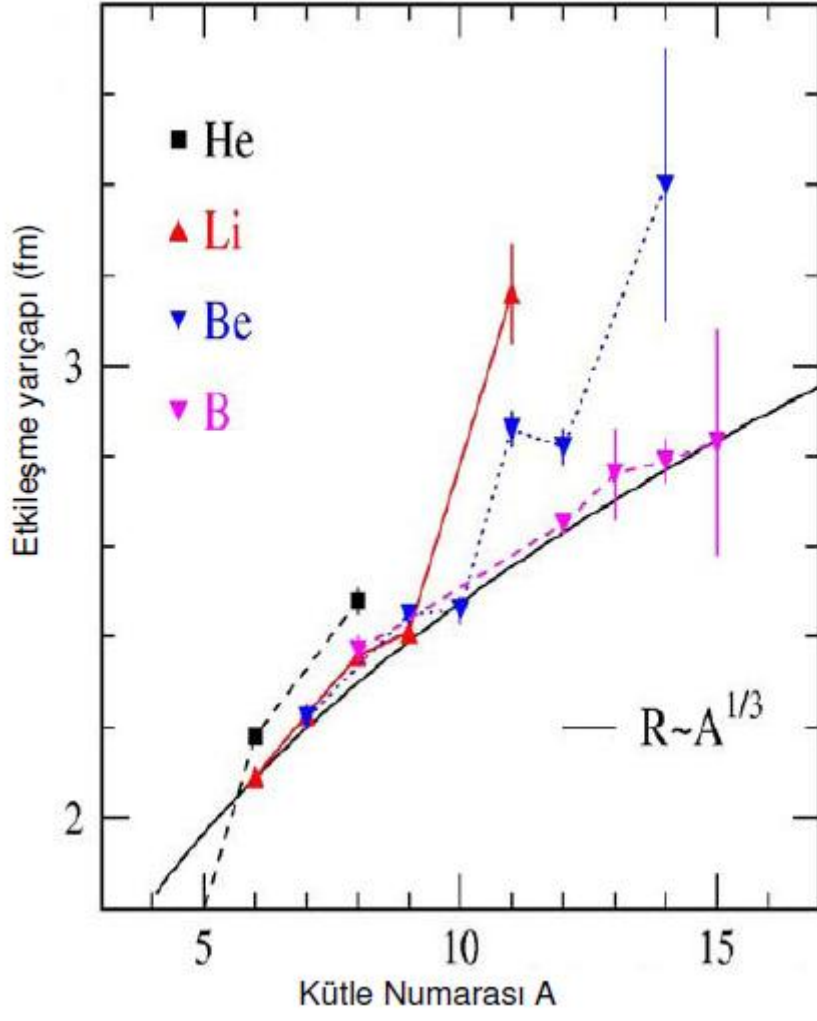 He
Li
Be
B
Etkileşme yarıçapı (fm)
3
2
R~A^1/3
5
10
15
Kütle Numarası A